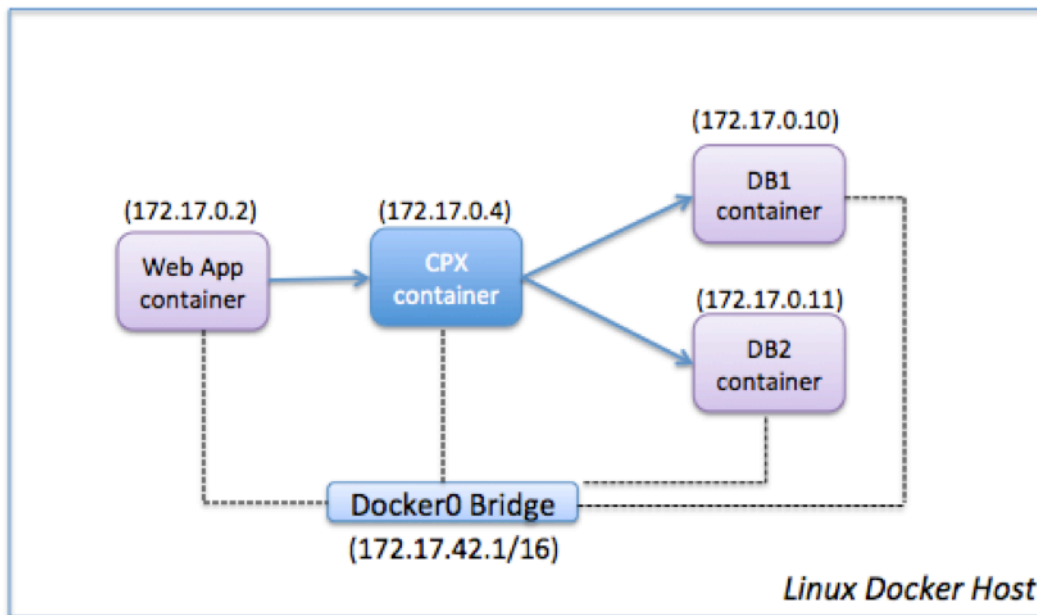 (172.17.0.10)
DB1
container
(172.17.0.2)
(172.17.0.4)
Web App
container
CPX
container
(172.17.0.11)
DB2
container
Docker0 Bridge
(172.17.42.1/16)
Linux Docker Host